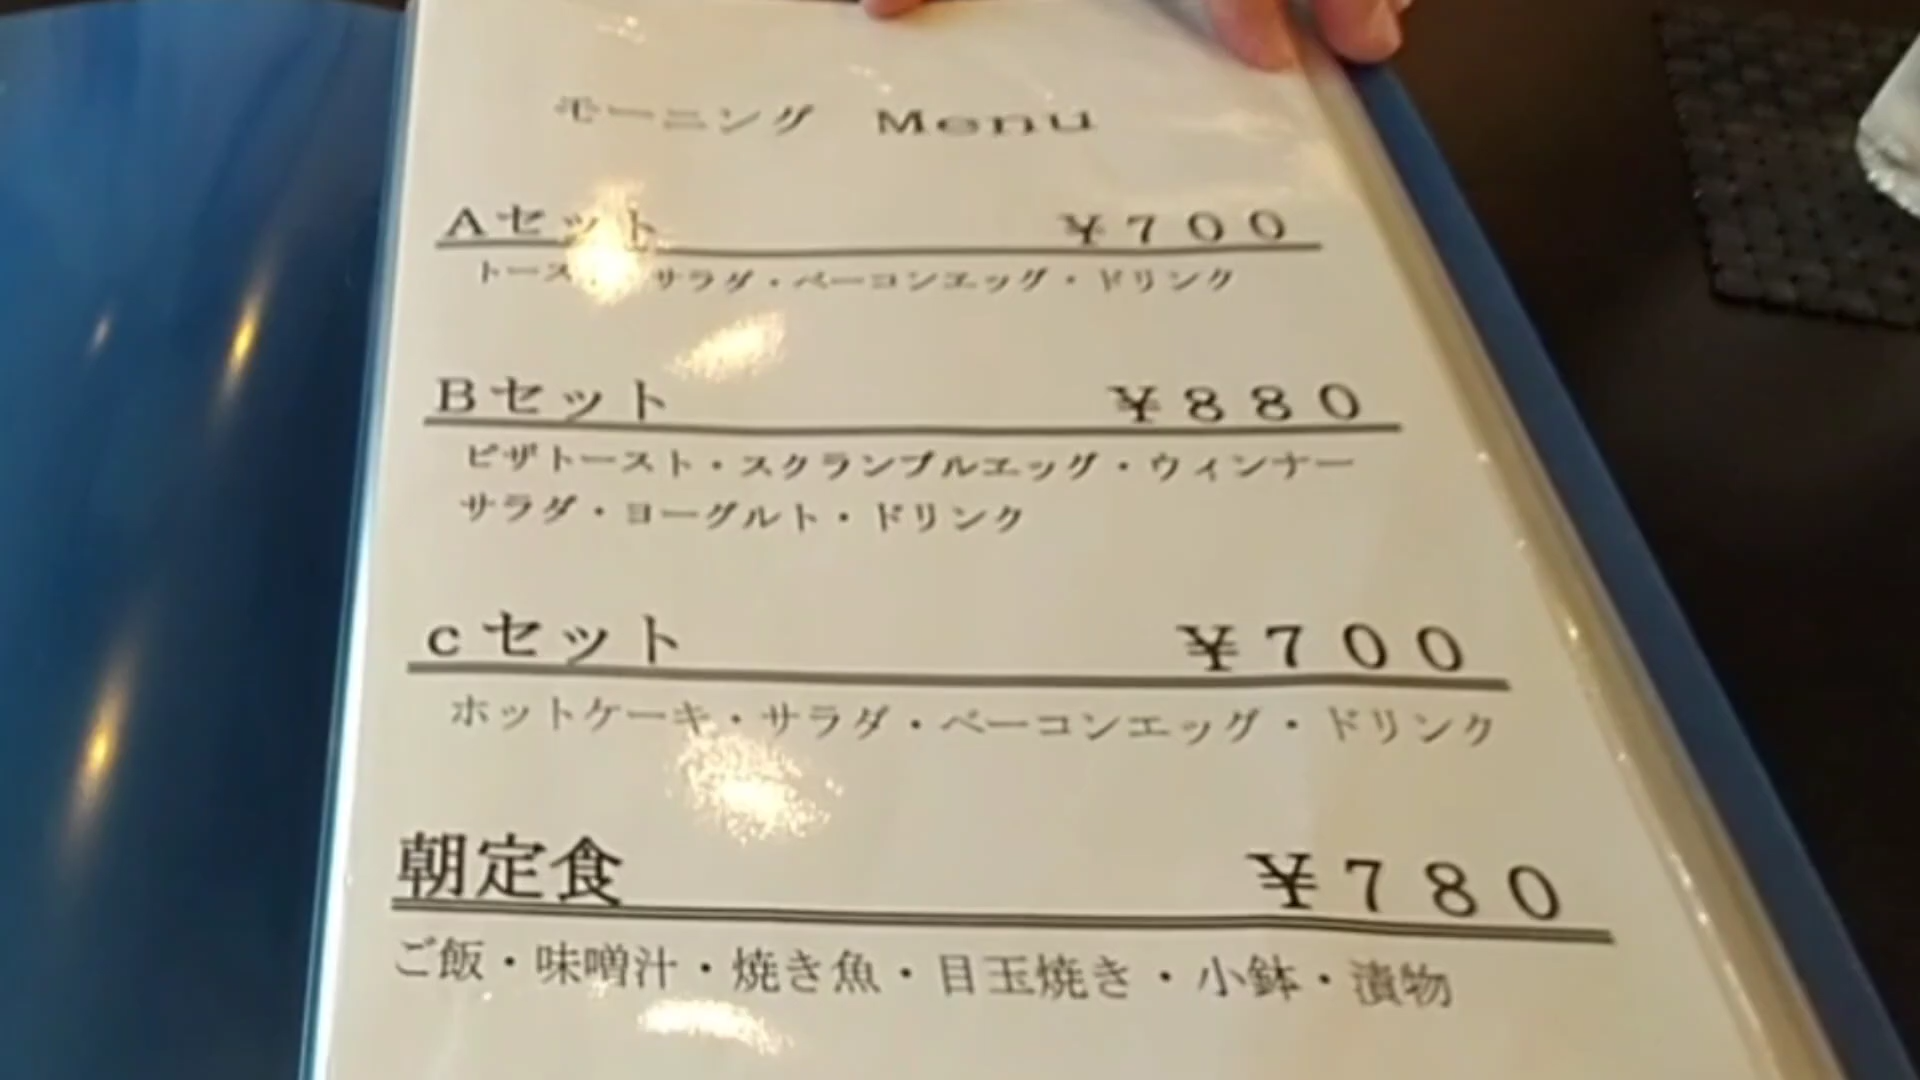 モーニング Menu
Aセット ¥700
トース サラダ・ベーコンエッグ・ドリンク
Bセット ¥880
ピザトースト・スクランブルエッグ・ウィンナー
サラダ・ヨーグルト・ドリンク
cセット ¥700
ホットケーキ・サラダ・ベーコンエッグ・ドリンク
朝定食 ¥780
ご飯・味噌汁・焼き魚・目玉焼き・小鉢・漬物